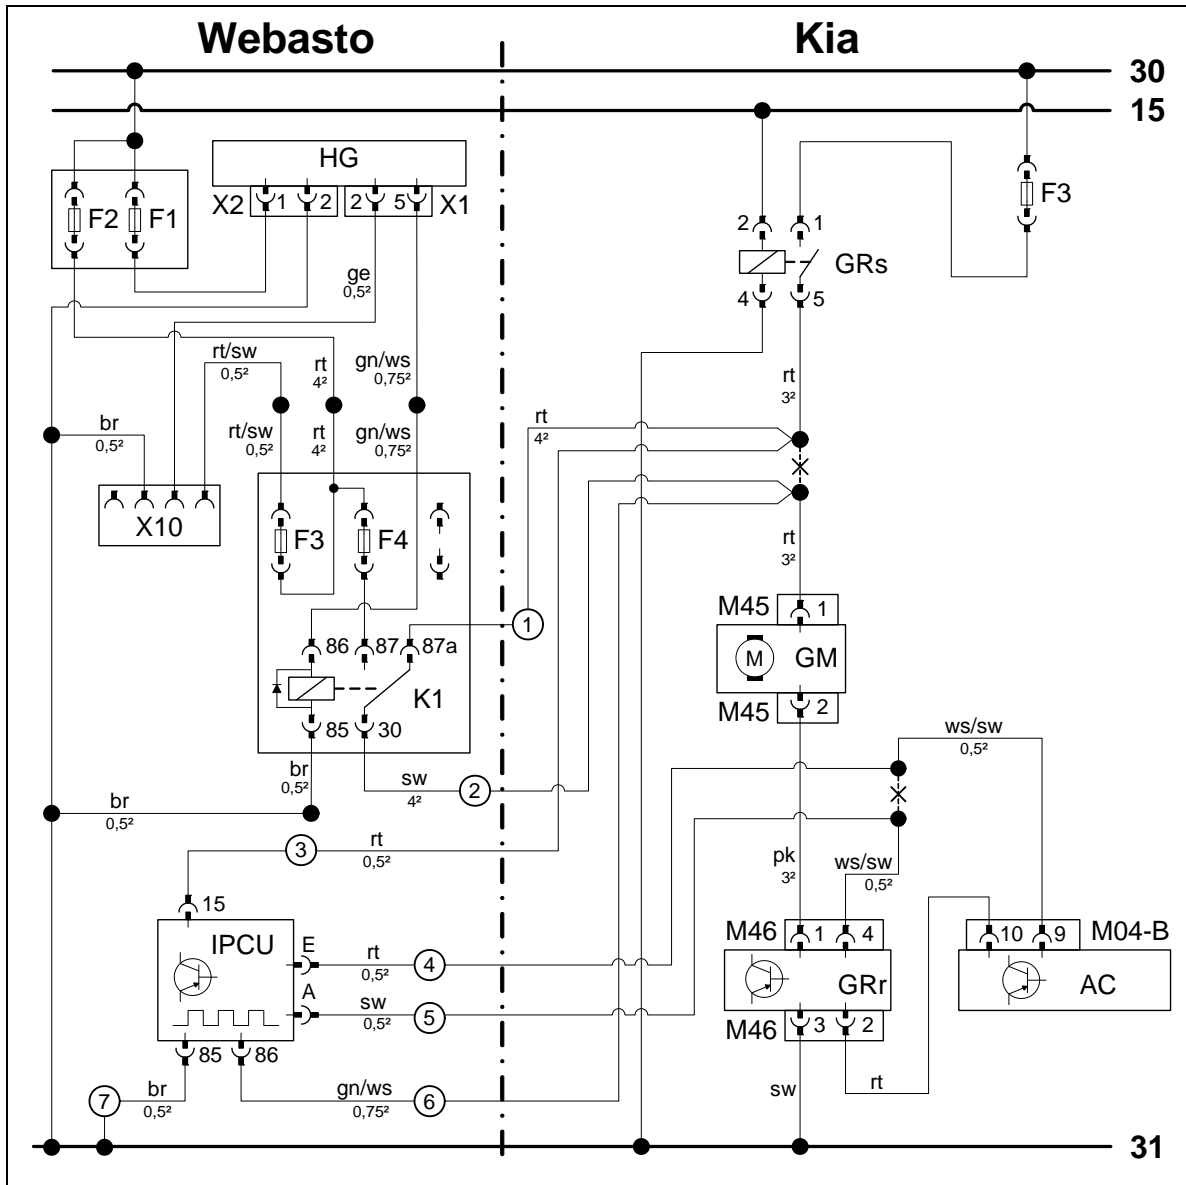 Webasto Kia
30
15
HG
X2 1 2 2 5 X1
F2 F1 F3
2 1
GRs
4 5
ge
0,5²
rt/sw
0,5²
rt
4²
gn/ws
0,75²
rt
3²
br
0,5²
rt/sw
0,5²
rt
4²
gn/ws
0,75²
rt
4²
X10
F3 F4
rt
3²
M45 1
1
86 87 87a
M GM
K1
M45 2
85 30
br
0,5²
sw
4²
2
ws/sw
0,5²
br
0,5²
3
rt
0,5²
pk
3²
ws/sw
0,5²
15
IPCU
E
rt
0,5²
4
A
sw
0,5²
5
M46 1 4
GRr
M46 3 2
10 9 M04-B
AC
85 86
7
br
0,5²
gn/ws
0,75²
6
sw
rt
31